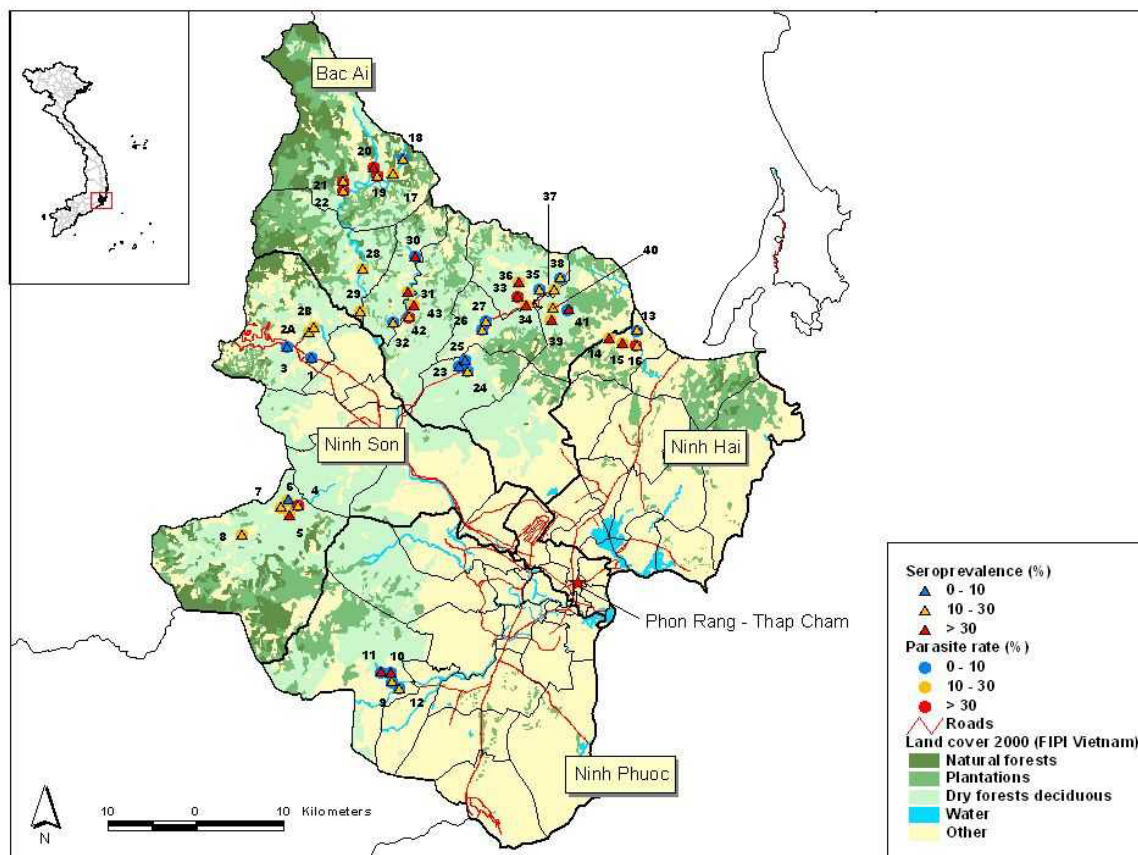 Bac Ai
18
20
21
19
17
22
37
30
28
38
40
36
35
33
31
29
27
2B
43
34
41
13
26
2A
42
32
39
14
15
16
25
3
1
23
24
Ninh Son
Ninh Hai
7
6
4
8
5
Phon Rang - Thap Cham
11
10
9
12
Ninh Phuoc
10 0 10 Kilometers
N
Seroprevalence (%)
0 - 10
10 - 30
> 30
Parasite rate (%)
0 - 10
10 - 30
> 30
Roads
Land cover 2000 (FIPI Vietnam)
Natural forests
Plantations
Dry forests deciduous
Water
Other